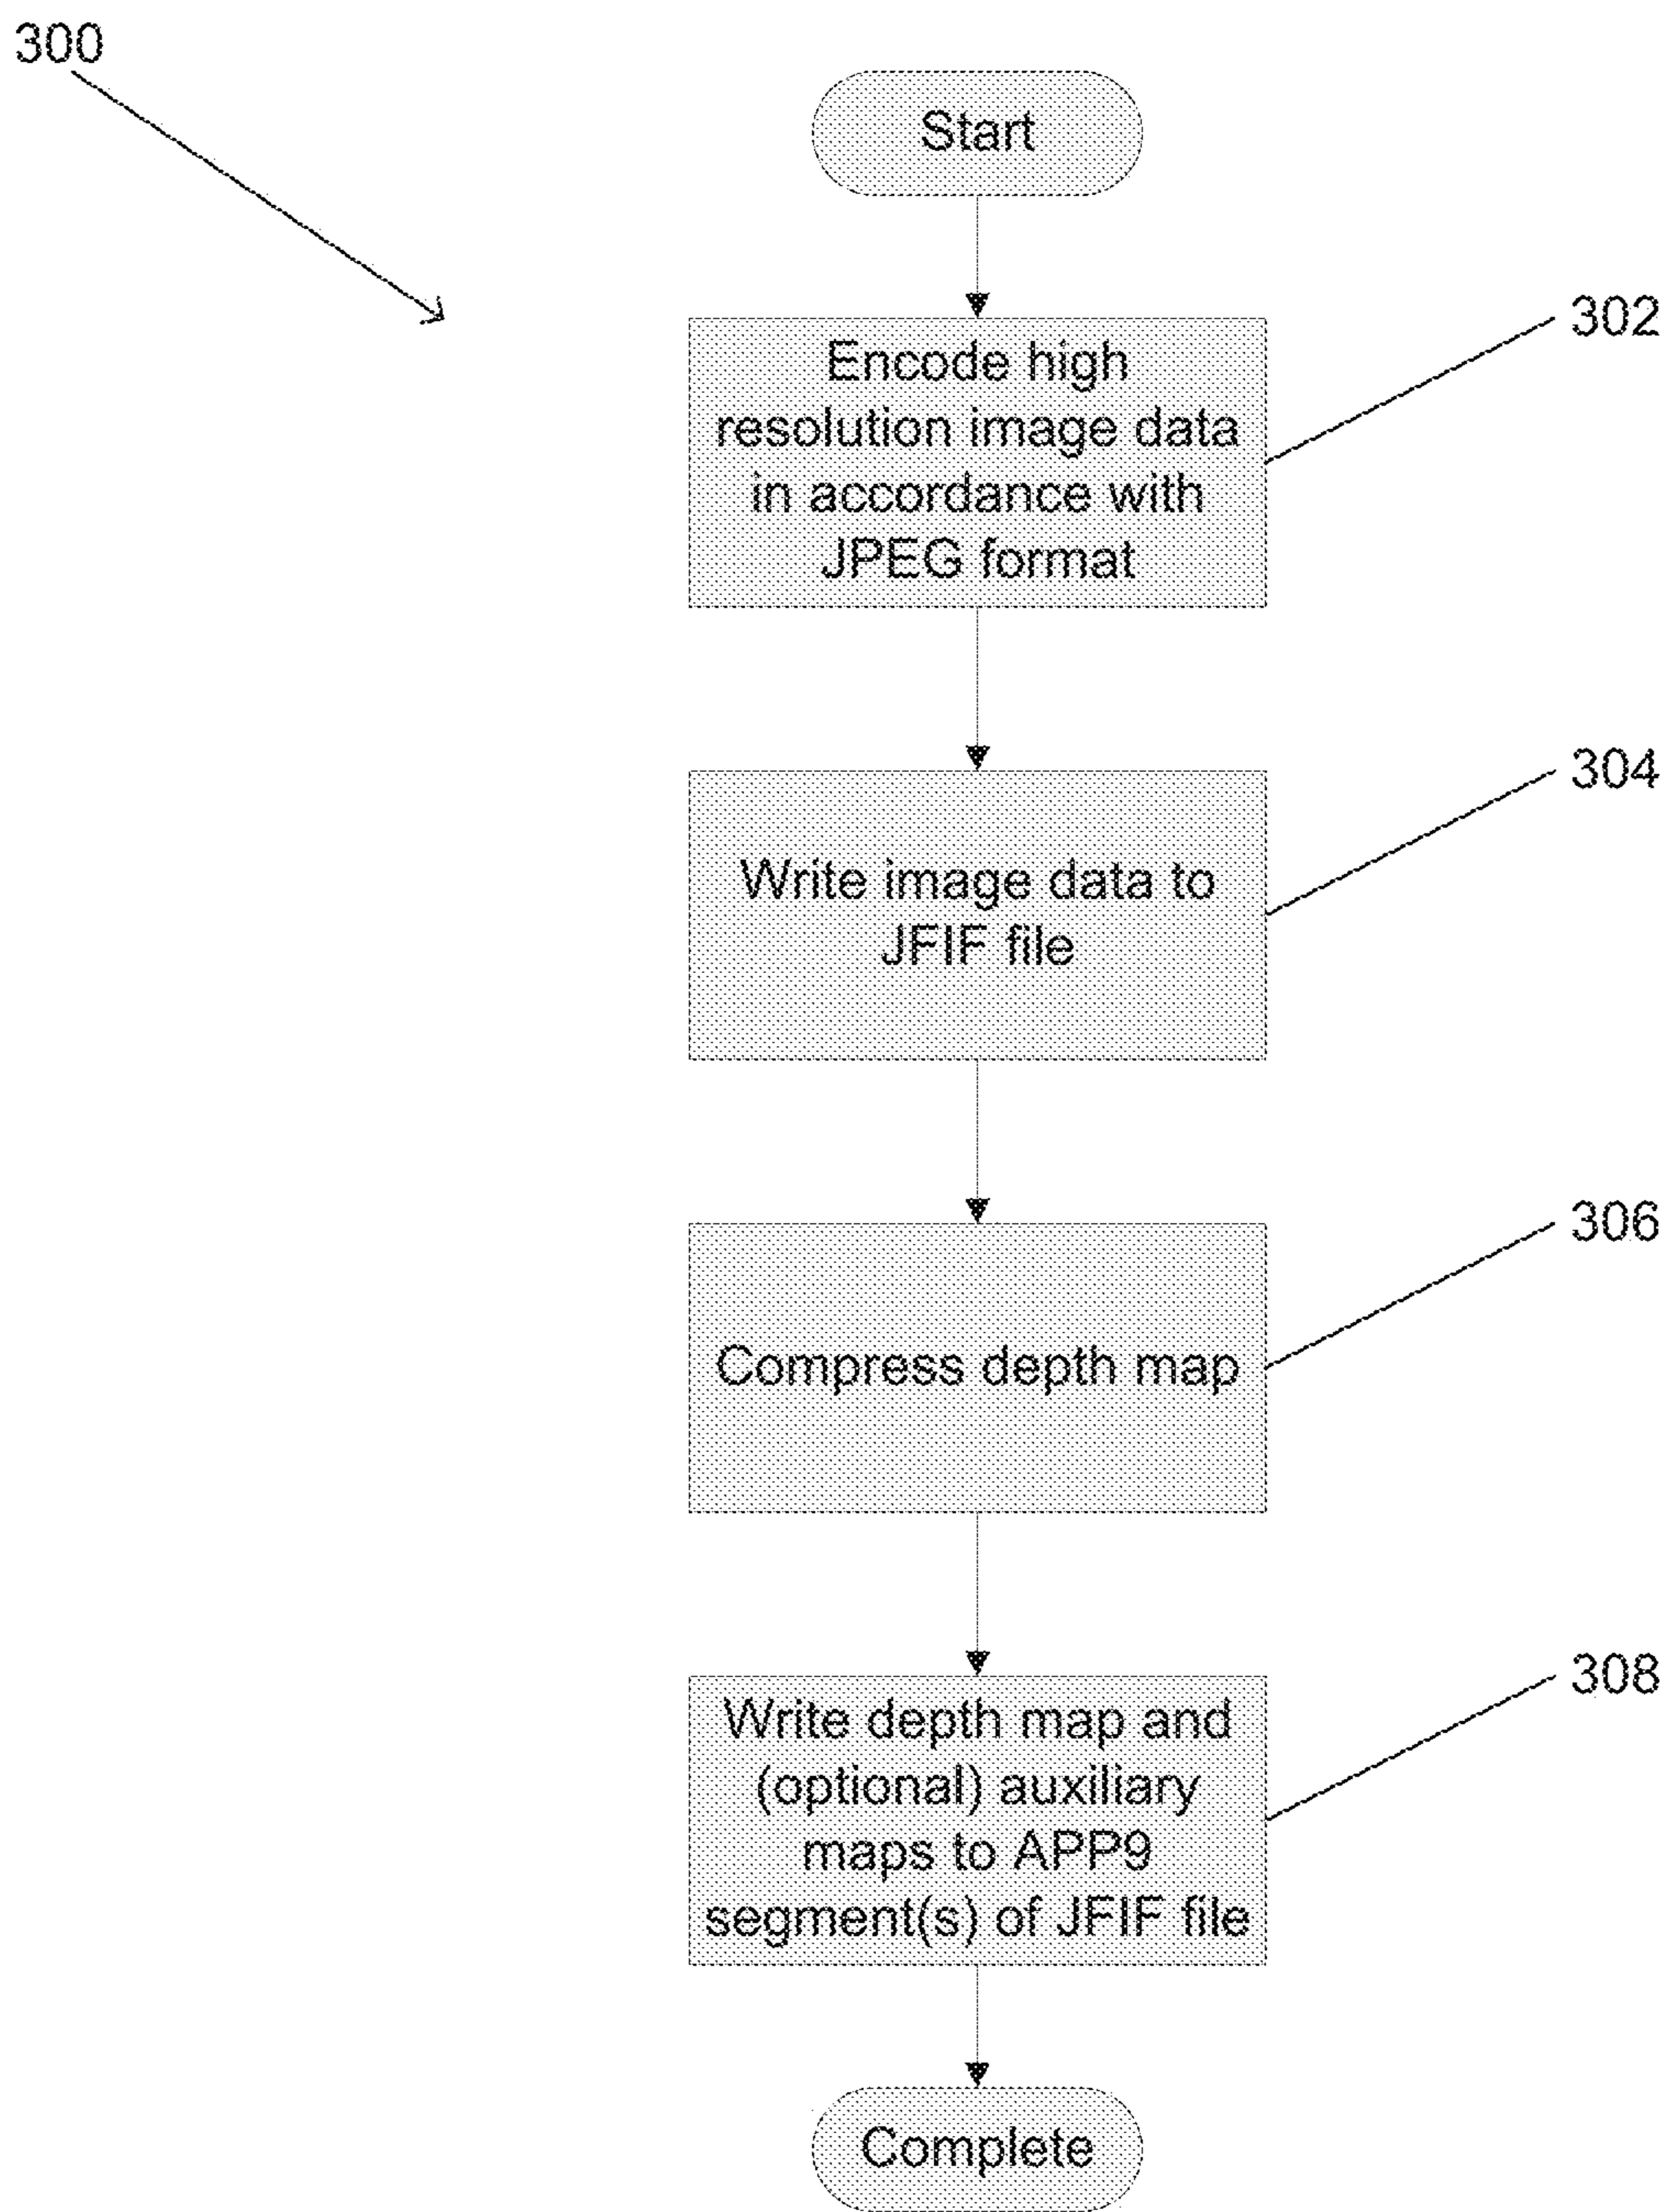 300
Start
Encode high
resolution image data
in accordance with
JPEG format
302
Write image data to
JFIF file
304
Compress depth map
306
Write depth map and
(optional) auxiliary
maps to APP9
segment(s) of JFIF file
308
Complete